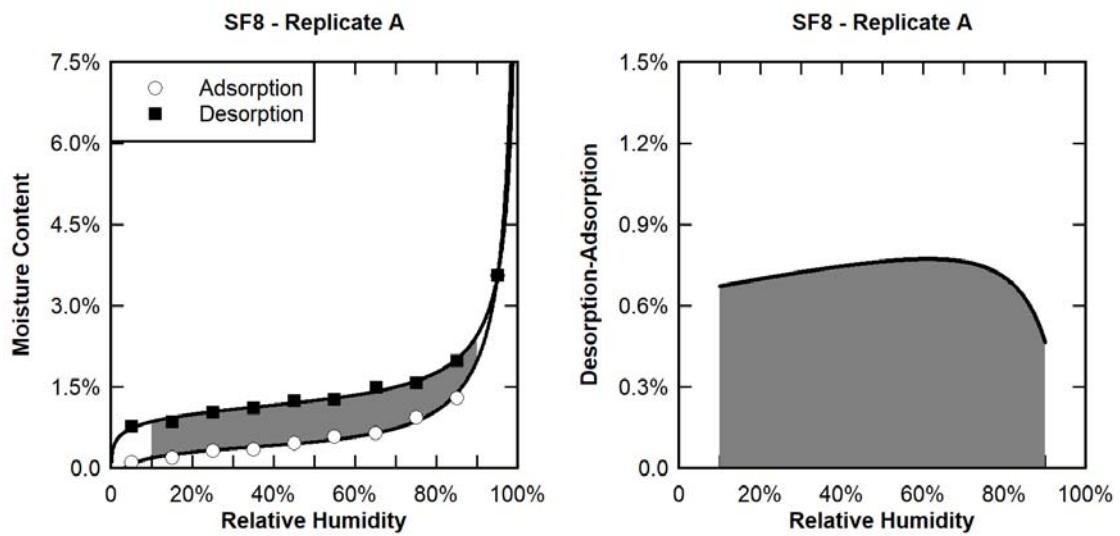 SF8 - Replicate A
7.5%
6.0%
4.5%
3.0%
1.5%
0.0
Moisture Content
Adsorption
Desorption
0 20% 40% 60% 80% 100%
Relative Humidity
SF8 - Replicate A
1.5%
1.2%
0.9%
0.6%
0.3%
0.0
Desorption-Adsorption
0 20% 40% 60% 80% 100%
Relative Humidity